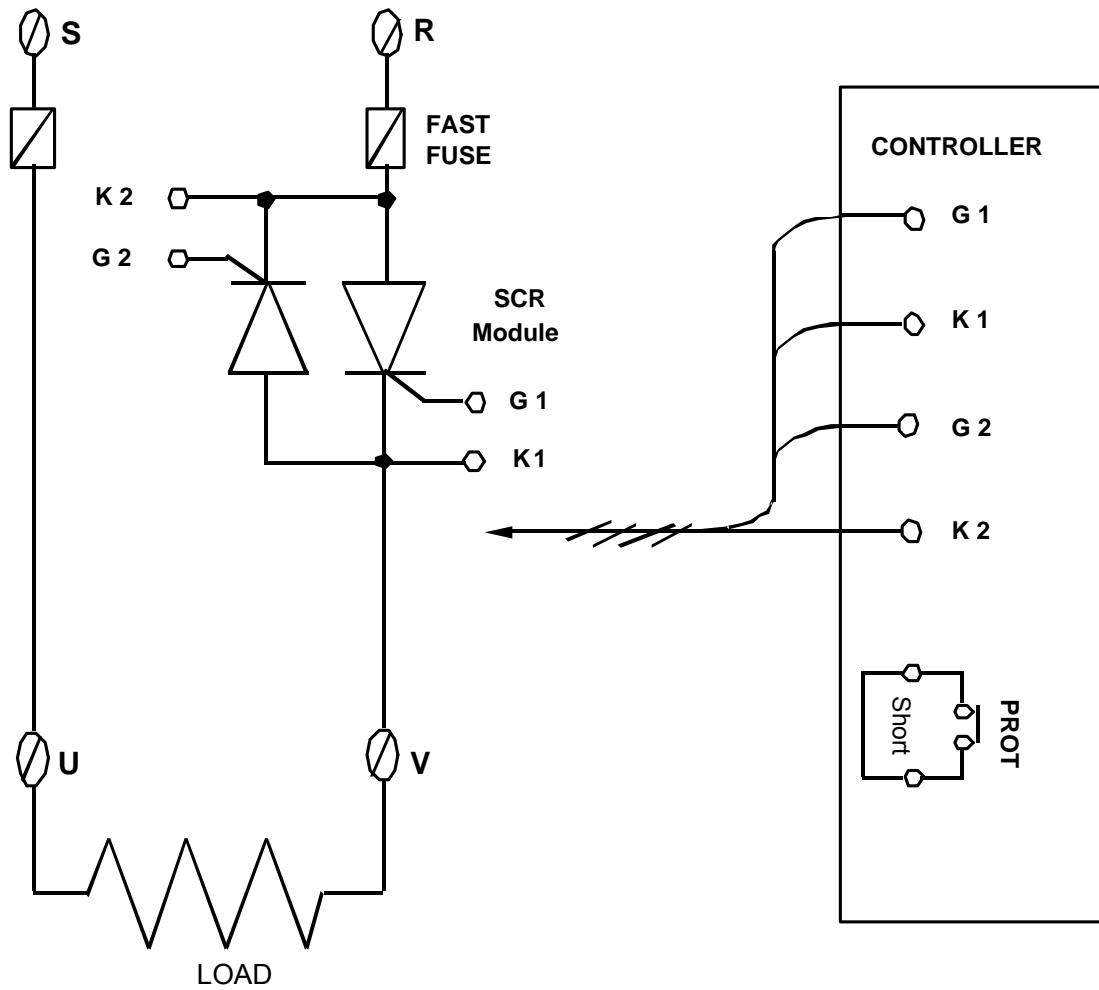 S
R
FAST
FUSE
K 2
G 2
SCR
Module
G 1
K1
U
V
LOAD
CONTROLLER
G 1
K 1
G 2
K 2
Short
PROT